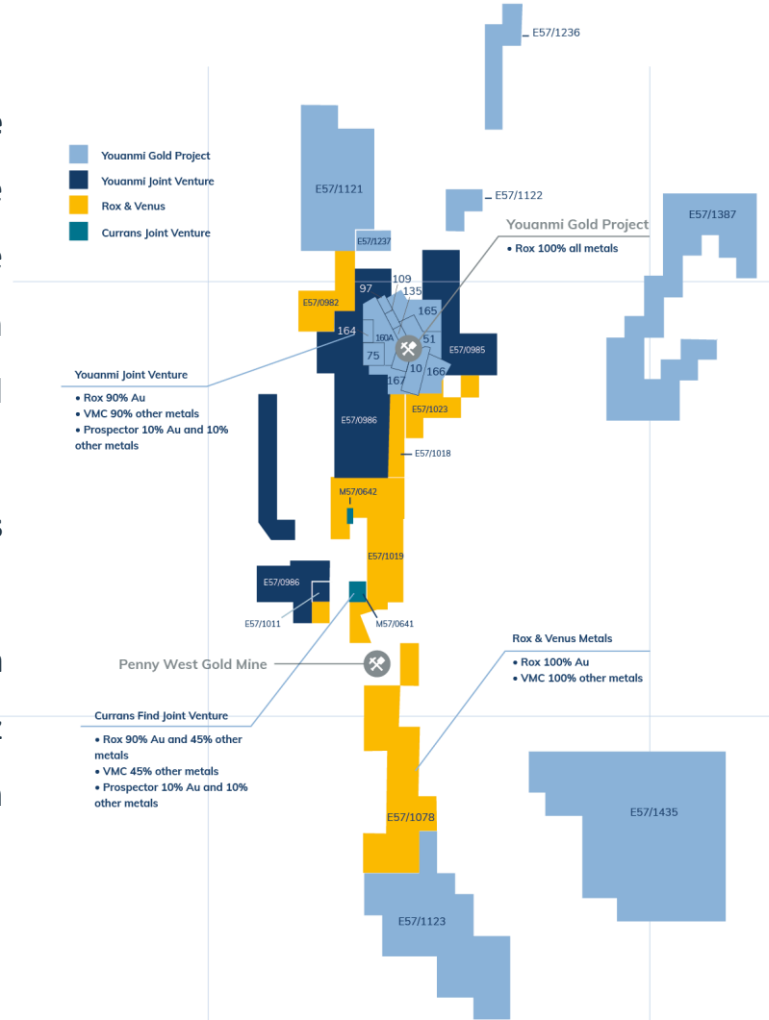 E57/1236
Youanmi Gold Project
Youanmi Joint Venture
Rox & Venus
Currans Joint Venture
E57/1121
E57/1122
E57/1387
Youanmi Gold Project
• Rox 100% all metals
E57/1237
109
97
135
E57/0982
165
164
160A
51
E57/0985
75
10
166
167
Youanmi Joint Venture
• Rox 90% Au
• VMC 90% other metals
• Prospector 10% Au and 10%
other metals
E57/1023
E57/0986
E57/1018
M57/0642
E57/1019
E57/0986
E57/1011
M57/0641
Penny West Gold Mine
Rox & Venus Metals
• Rox 100% Au
• VMC 100% other metals
Currans Find Joint Venture
• Rox 90% Au and 45% other
metals
• VMC 45% other metals
• Prospector 10% Au and 10%
other metals
E57/1078
E57/1435
E57/1123